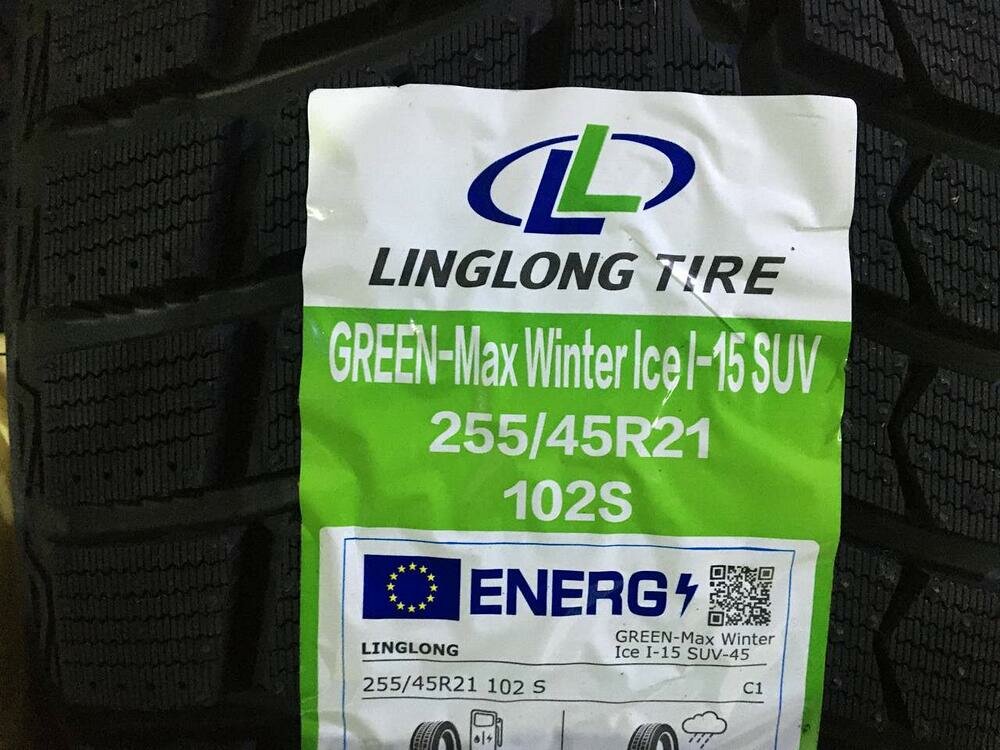 LL
LINGLONG TIRE
GREEN-Max Winter Ice I-15 SUV
255/45R21
102S
ENERG
LINGLONG
GREEN-Max Winter
Ice I-15 SUV-45
255/45R21 102 S
C1